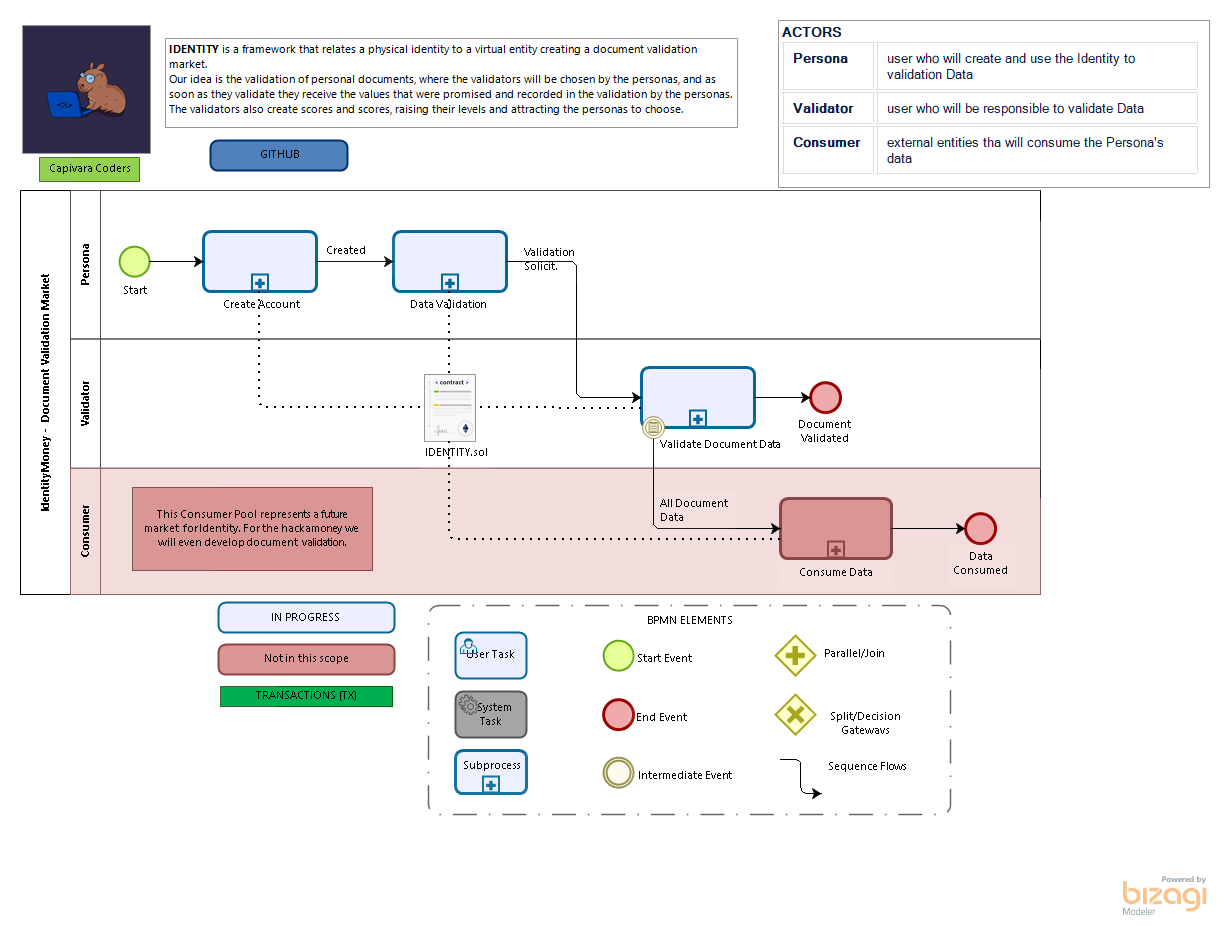 IDENTITY is a framework that relates a physical identity to a virtual entity creating a document validation
market.
Our idea is the validation of personal documents, where the validators will be chosen by the personas, and as
soon as they validate they receive the values that were promised and recorded in the validation by the personas.
The validators also create scores and scores, raising their levels and attracting the personas to choose.
Capivara Coders
GITHUB
ACTORS
Persona
user who will create and use the Identity to
validation Data
Validator
user who will be responsible to validate Data
Consumer
external entities tha will consume the Persona's
data
IdentityMoney - Document Validation Market
Persona
Start
Create Account
Created
Data Validation
Validation
Solicit.
Validator
< contract >
IDENTITY.sol
Validate Document Data
Document
Validated
Consumer
This Consumer Pool represents a future
market for Identity. For the hackamoney we
will even develop document validation.
All Document
Data
Consume Data
Data
Consumed
IN PROGRESS
Not in this scope
TRANSACTIONS (TX)
BPMN ELEMENTS
User Task
System
Task
Subprocess
Start Event
End Event
Intermediate Event
Parallel/Join
Split/Decision
Gateways
Sequence Flows
Powered by
bizagi
Modeler